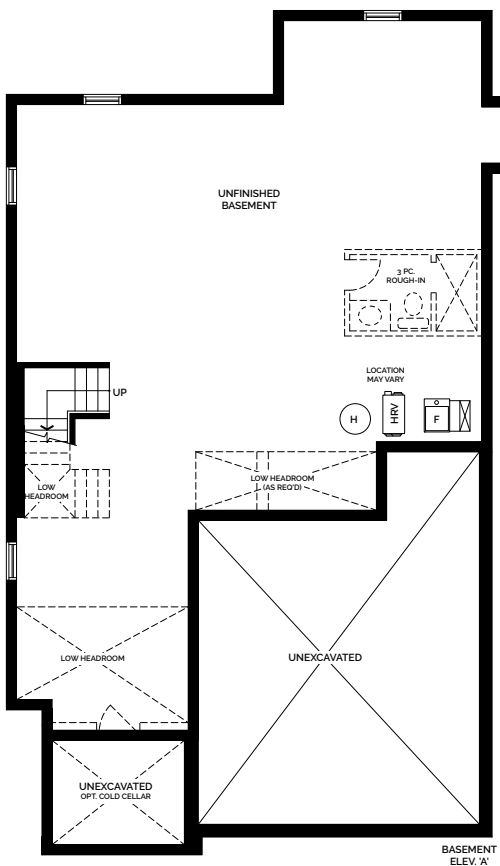 UNFINISHED
BASEMENT
3 PC.
ROUGH-IN
LOCATION
MAY VARY
UP
H
HRV
F
LOW
HEADROOM
LOW HEADROOM
(AS REQ'D)
LOW HEADROOM
UNEXCAVATED
UNEXCAVATED
OPT. COLD CELLAR
BASEMENT
ELEV. 'A'